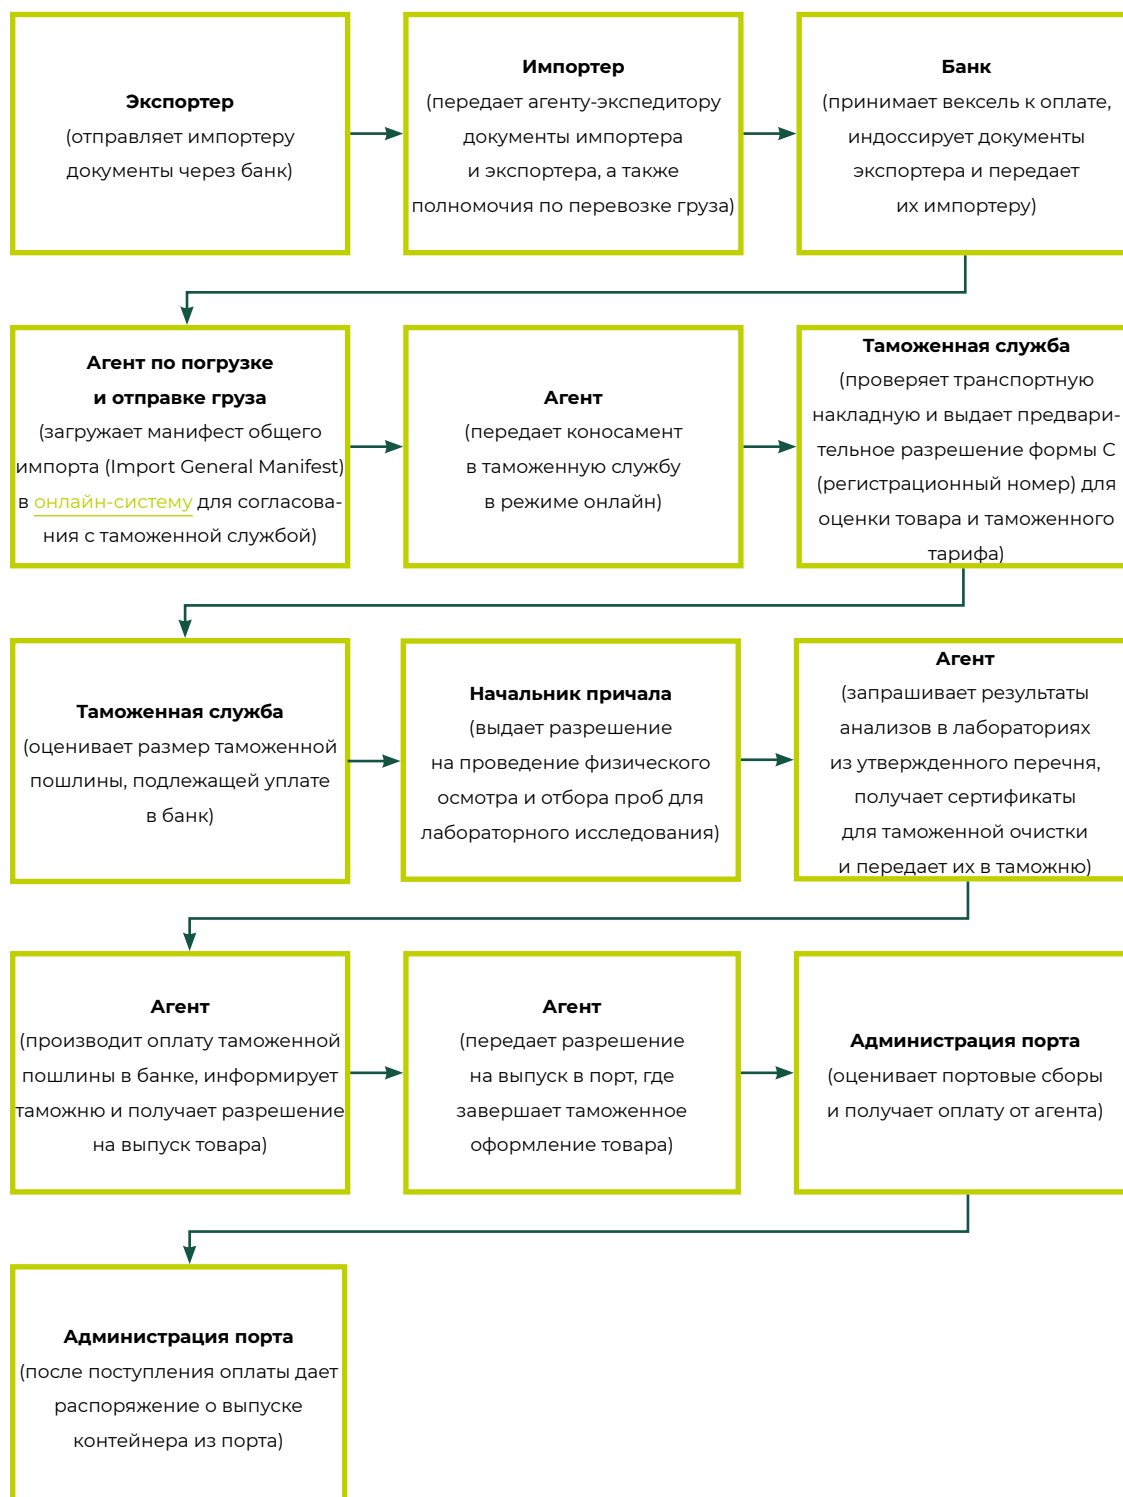 Экспортер
(отправляет импортеру
документы через банк)
Импортер
(передает агенту-экспедитору
документы импортера
и экспортера, а также
полномочия по перевозке груза)
Банк
(принимает вексель к оплате,
индоссирует документы
экспортера и передает
их импортеру)
Агент по погрузке
и отправке груза
(загружает манифест общего
импорта (Import General Manifest)
в онлайн-систему для согласова-
ния с таможенной службой)
Агент
(передает коносамент
в таможенную службу
в режиме онлайн)
Таможенная служба
(проверяет транспортную
накладную и выдает предвари-
тельное разрешение формы С
(регистрационный номер) для
оценки товара и таможенного
тарифа)
Таможенная служба
(оценивает размер таможенной
пошлины, подлежащей уплате
в банк)
Начальник причала
(выдает разрешение
на проведение физического
осмотра и отбора проб для
лабораторного исследования)
Агент
(запрашивает результаты
анализов в лабораториях
из утвержденного перечня,
получает сертификаты
для таможенной очистки
и передает их в таможню)
Агент
(производит оплату таможенной
пошлины в банке, информирует
таможню и получает разрешение
на выпуск товара)
Агент
(передает разрешение
на выпуск в порт, где
завершает таможенное
оформление товара)
Администрация порта
(оценивает портовые сборы
и получает оплату от агента)
Администрация порта
(после поступления оплаты дает
распоряжение о выпуске
контейнера из порта)